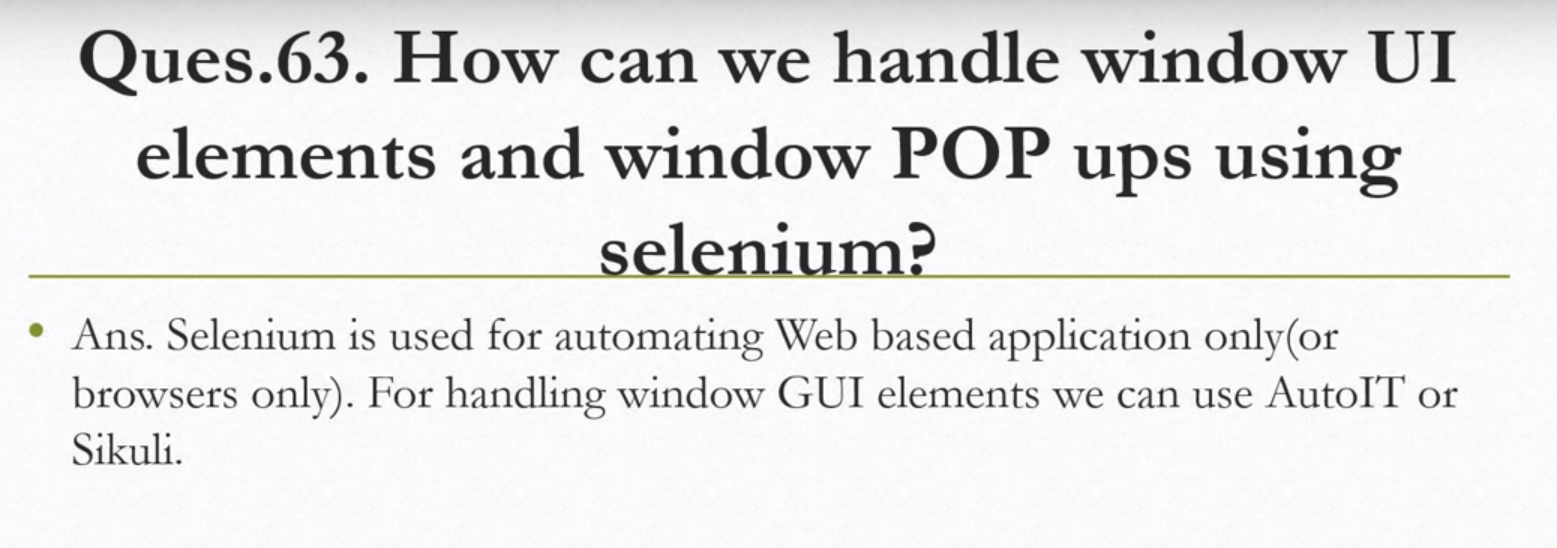 Ques.63. How can we handle window UI
elements and window POP ups using
selenium?
• Ans. Selenium is used for automating Web based application only(or
browsers only). For handling window GUI elements we can use AutoIT or
Sikuli.